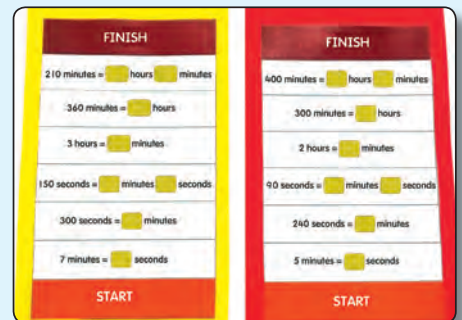 FINISH
210 minutes = hours minutes
360 minutes = hours
3 hours = minutes
150 seconds = minutes seconds
300 seconds = minutes
7 minutes = seconds
START
FINISH
400 minutes = hours minutes
300 minutes = hours
2 hours = minutes
90 seconds = minutes seconds
240 seconds = minutes
5 minutes = seconds
START